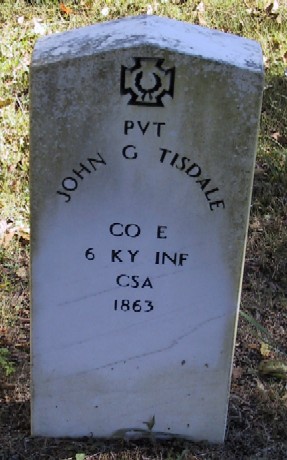 PVT
JOHN G TISDALE
CO E
6 KY INF
CSA
1863